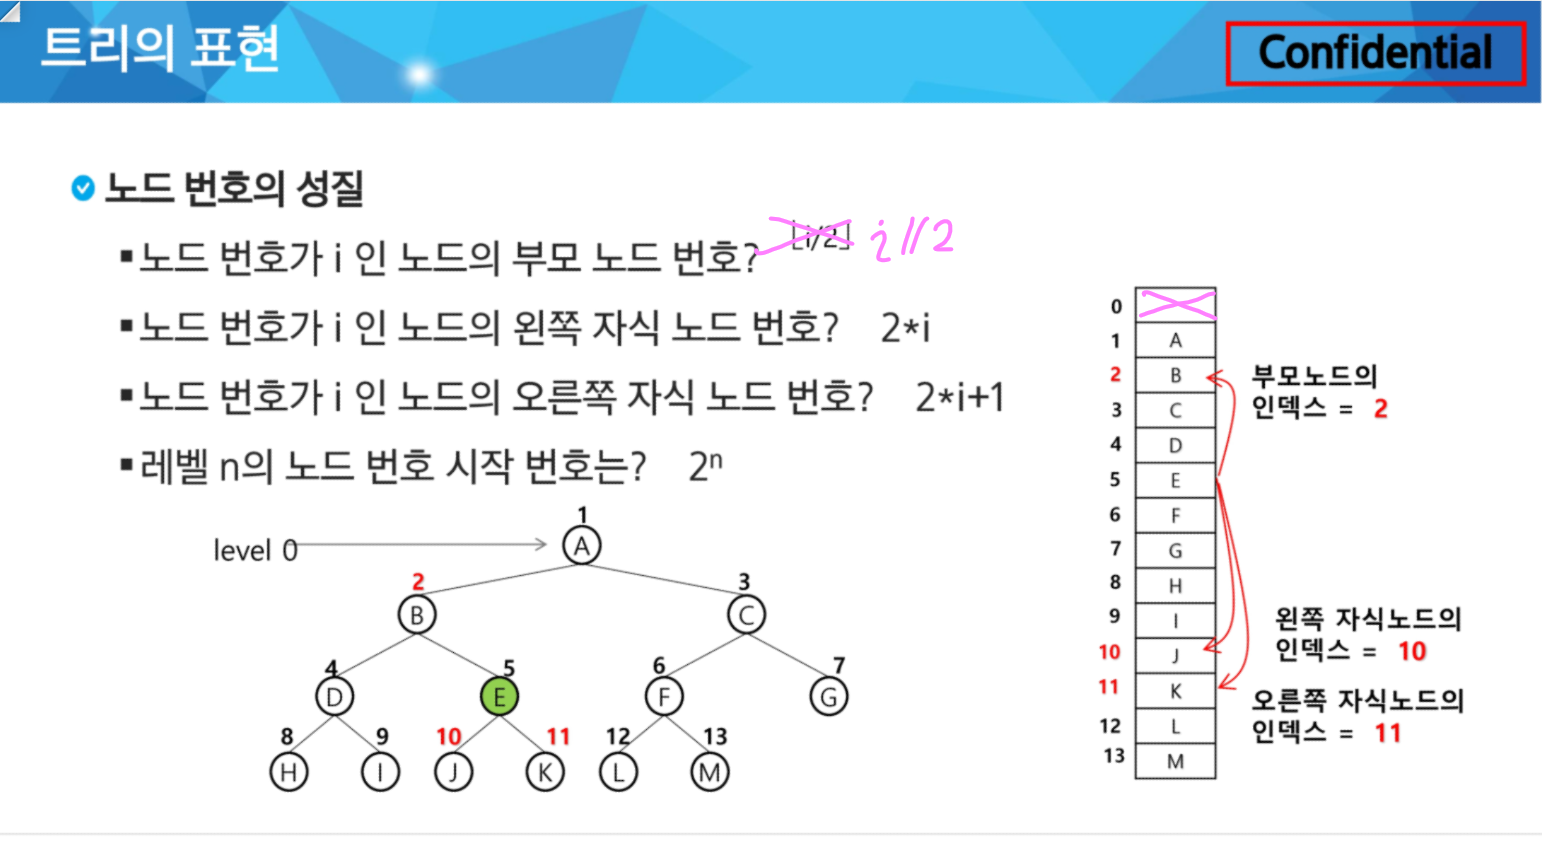 트리의 표현
Confidential
노드 번호의 성질
▪노드 번호가 i 인 노드의 부모 노드 번호? ⌊i/2⌋ i//2
▪노드 번호가 i 인 노드의 왼쪽 자식 노드 번호? 2*i
▪노드 번호가 i 인 노드의 오른쪽 자식 노드 번호? 2*i+1
▪레벨 n의 노드 번호 시작 번호는? 2ⁿ
level 0
1
A
2 3
B C
4 5 6 7
D E F G
8 9 10 11 12 13
H I J K L M
0
1 A
2 B
3 C
4 D
5 E
6 F
7 G
8 H
9 I
10 J
11 K
12 L
13 M
부모노드의
인덱스 = 2
왼쪽 자식노드의
인덱스 = 10
오른쪽 자식노드의
인덱스 = 11